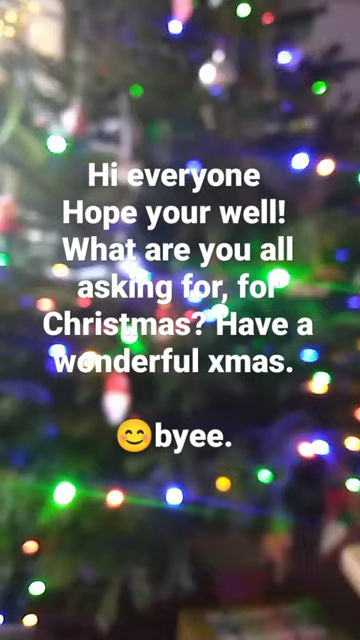 Hi everyone
Hope your well!
What are you all
asking for, for
Christmas? Have a
wonderful xmas.
😊byee.